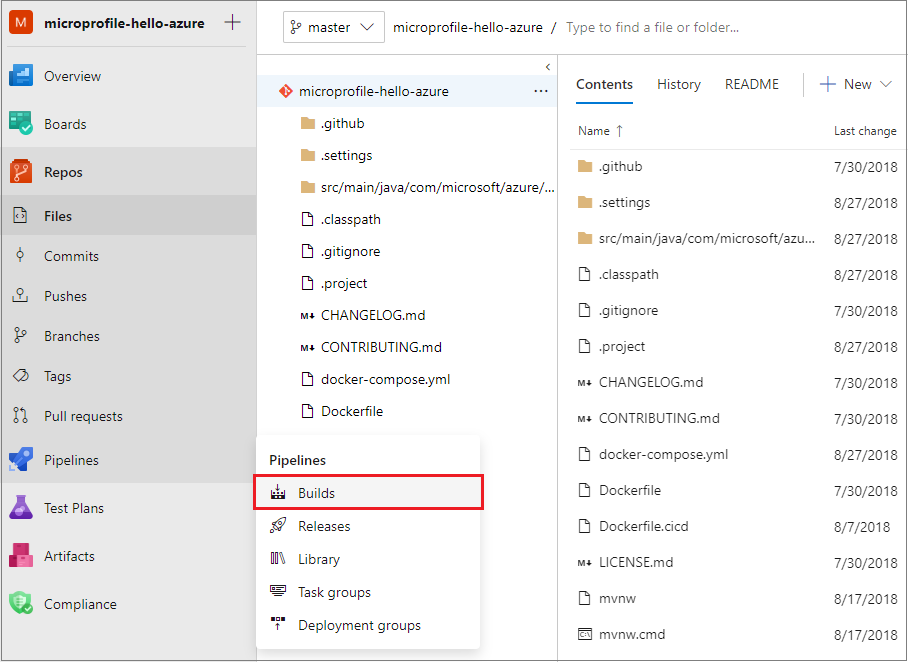 M microprofile-hello-azure +
Overview
Boards
Repos
Files
Commits
Pushes
Branches
Tags
Pull requests
Pipelines
Test Plans
Artifacts
Compliance
master microprofile-hello-azure / Type to find a file or folder...
microprofile-hello-azure ...
.github
.settings
src/main/java/com/microsoft/azure/...
.classpath
.gitignore
.project
M↓ CHANGELOG.md
M↓ CONTRIBUTING.md
docker-compose.yml
Dockerfile
Pipelines
Builds
Releases
Library
Task groups
Deployment groups
Contents History README + New
Name ↑ Last change
.github 7/30/2018
.settings 8/27/2018
src/main/java/com/microsoft/azu... 8/27/2018
.classpath 8/27/2018
.gitignore 8/30/2018
.project 8/27/2018
M↓ CHANGELOG.md 7/30/2018
M↓ CONTRIBUTING.md 7/30/2018
docker-compose.yml 8/27/2018
Dockerfile 7/30/2018
Dockerfile.cicd 8/7/2018
M↓ LICENSE.md 7/30/2018
mvnw 8/17/2018
mvnw.cmd 8/17/2018